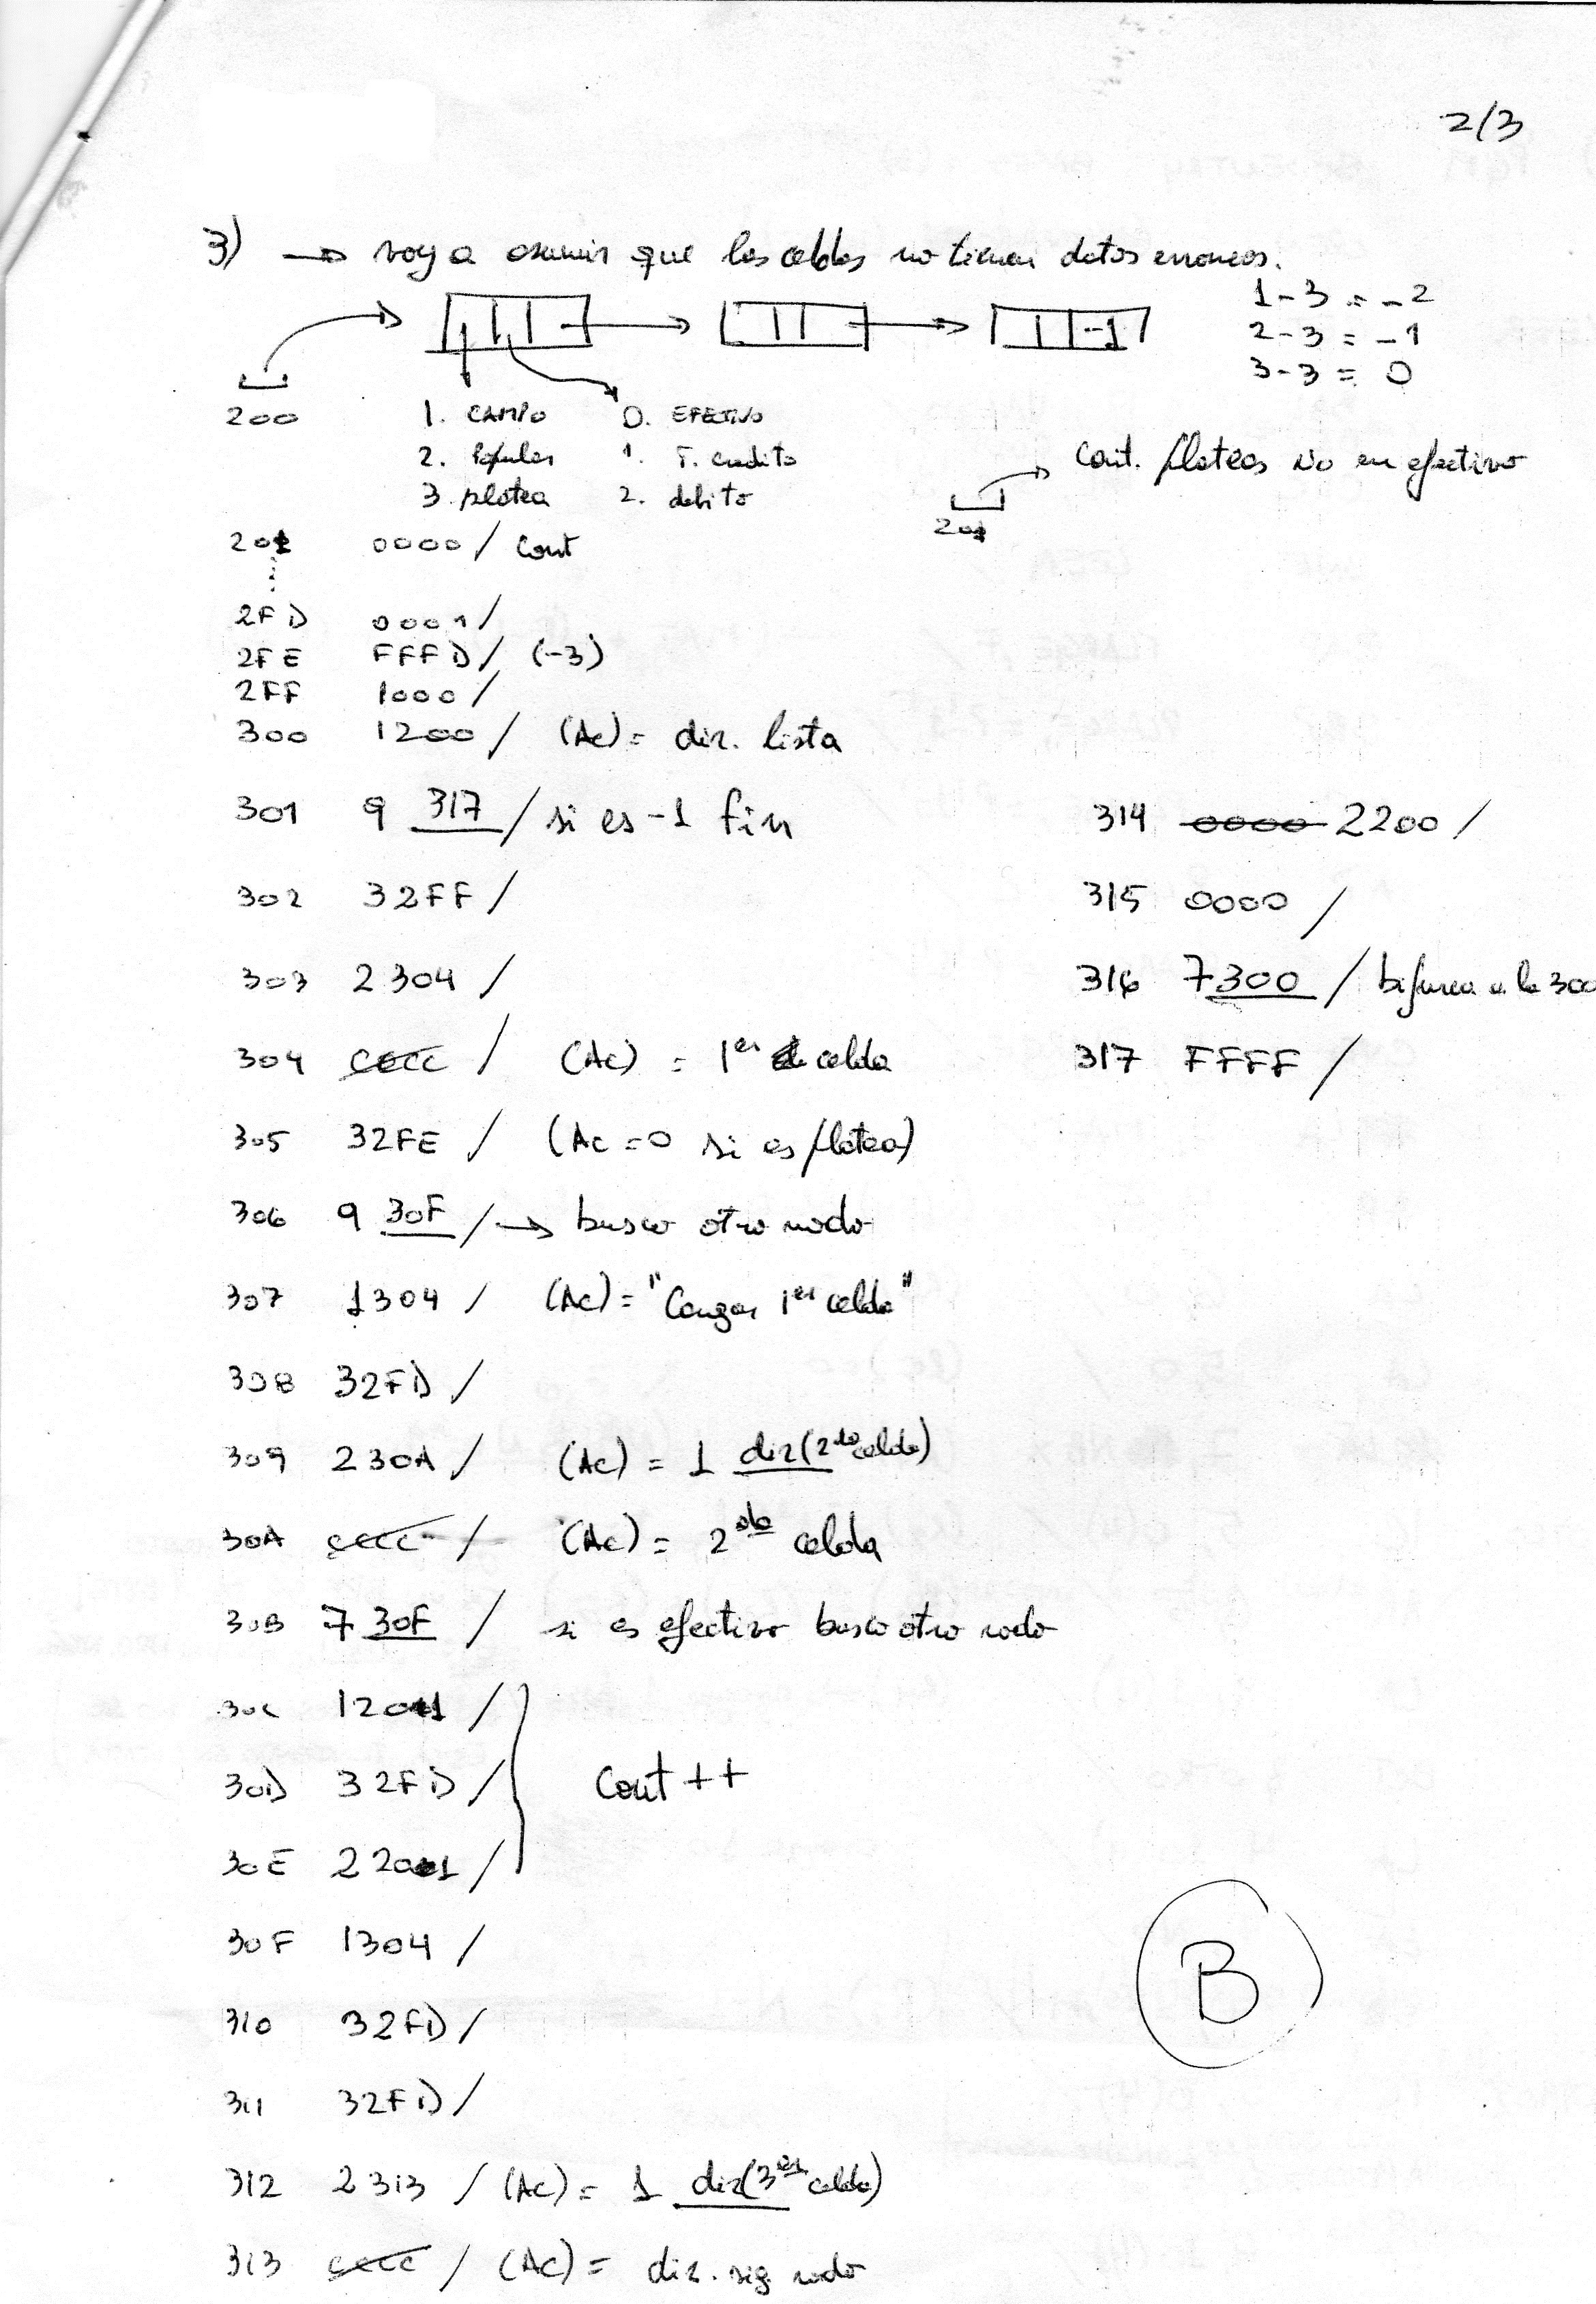 2/3
3) → voy a asumir que las celdas no tienen datos erroneos.
1-3 = -2
2-3 = -1
3-3 = 0
-1
200
1. CAMPO 0. EFECTIVO
2. Popular 1. T. credito
3. platea 2. debito
Cont. plateas NO en efectivo
201
201 0000 / Cont
2FD 0001 /
2FE FFFD / (-3)
2FF 1000 /
300 1200 / (Ac) = dir. lista
301 9 317 / si es -1 fin
302 32FF /
303 2304 /
304 / (Ac) = 1er celda
305 32FE / (Ac = 0 si es platea)
306 9 30F / → busco otro nodo
307 1304 / (Ac) = "Cargar 1er celda"
308 32FD /
309 230A / (Ac) = 1 dir(2da celda)
30A / (Ac) = 2da celda
30B 7 30F / si es efectivo busco otro nodo
30C 1201 /
30D 32FD / Cont ++
30E 2201 /
30F 1304 /
310 32FD /
311 32FD /
312 2313 / (Ac) = 1 dir(3er celda)
313 / (Ac) = dir. sig nodo
314 0000 2200 /
315 0000 /
316 7300 / bifurca a la 300
317 FFFF /
B